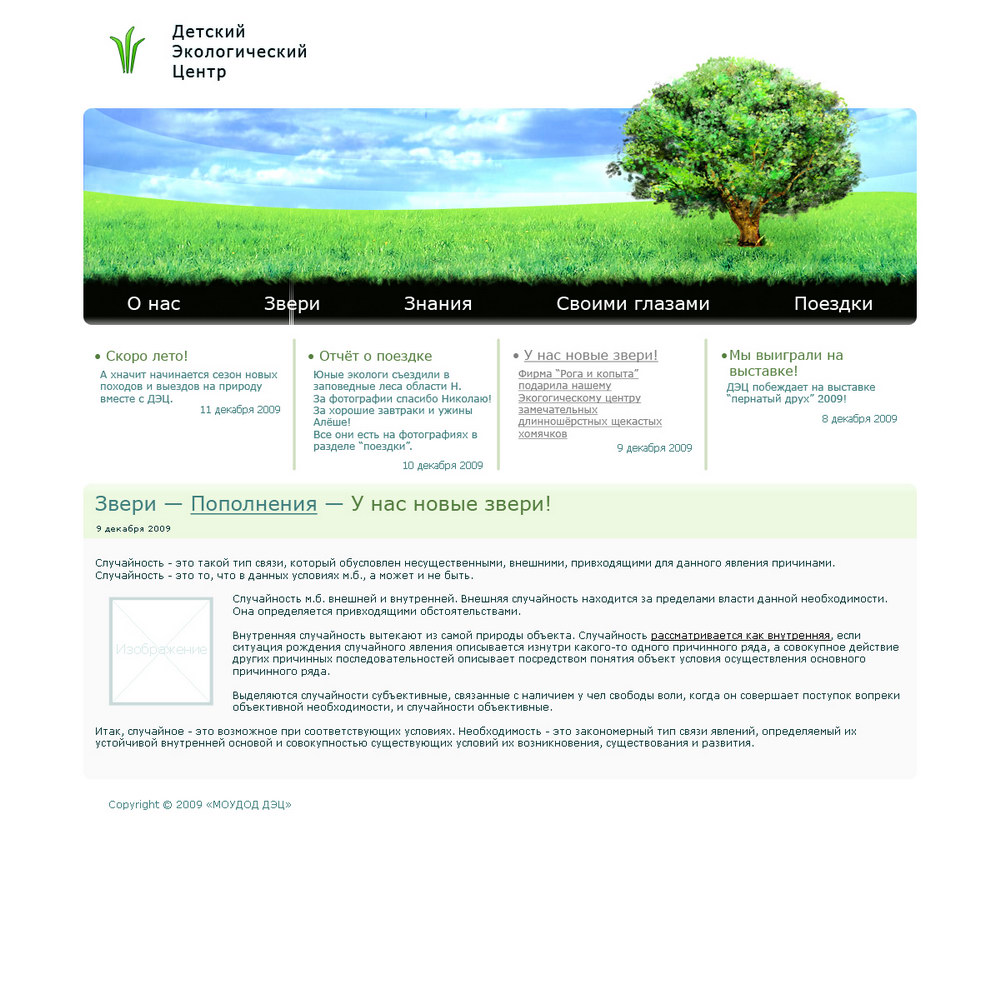 Детский
Экологический
Центр
О нас
Звери
Знания
Своими глазами
Поездки
• Скоро лето!
А хначит начинается сезон новых
походов и выездов на природу
вместе с ДЭЦ.
11 декабря 2009
• Отчёт о поездке
Юные экологи съездили в
заповедные леса области Н.
За фотографии спасибо Николаю!
За хорошие завтраки и ужины
Алёше!
Все они есть на фотографиях в
разделе “поездки”.
10 декабря 2009
• У нас новые звери!
Фирма “Рога и копыта”
подарила нашему
Экогогическому центру
замечательных
длинношёрстных щекастых
хомячков
9 декабря 2009
• Мы выиграли на
выставке!
ДЭЦ побеждает на выставке
“пернатый друх” 2009!
8 декабря 2009
Звери — Пополнения — У нас новые звери!
9 декабря 2009
Случайность - это такой тип связи, который обусловлен несущественными, внешними, привходящими для данного явления причинами.
Случайность - это то, что в данных условиях м.б., а может и не быть.
Изображение
Случайность м.б. внешней и внутренней. Внешняя случайность находится за пределами власти данной необходимости.
Она определяется привходящими обстоятельствами.
Внутренняя случайность вытекают из самой природы объекта. Случайность рассматривается как внутренняя, если
ситуация рождения случайного явления описывается изнутри какого-то одного причинного ряда, а совокупное действие
других причинных последовательностей описывает посредством понятия объект условия осуществления основного
причинного ряда.
Выделяются случайности субъективные, связанные с наличием у чел свободы воли, когда он совершает поступок вопреки
объективной необходимости, и случайности объективные.
Итак, случайное - это возможное при соответствующих условиях. Необходимость - это закономерный тип связи явлений, определяемый их
устойчивой внутренней основой и совокупностью существующих условий их возникновения, существования и развития.
Copyright © 2009 «МОУДОД ДЭЦ»